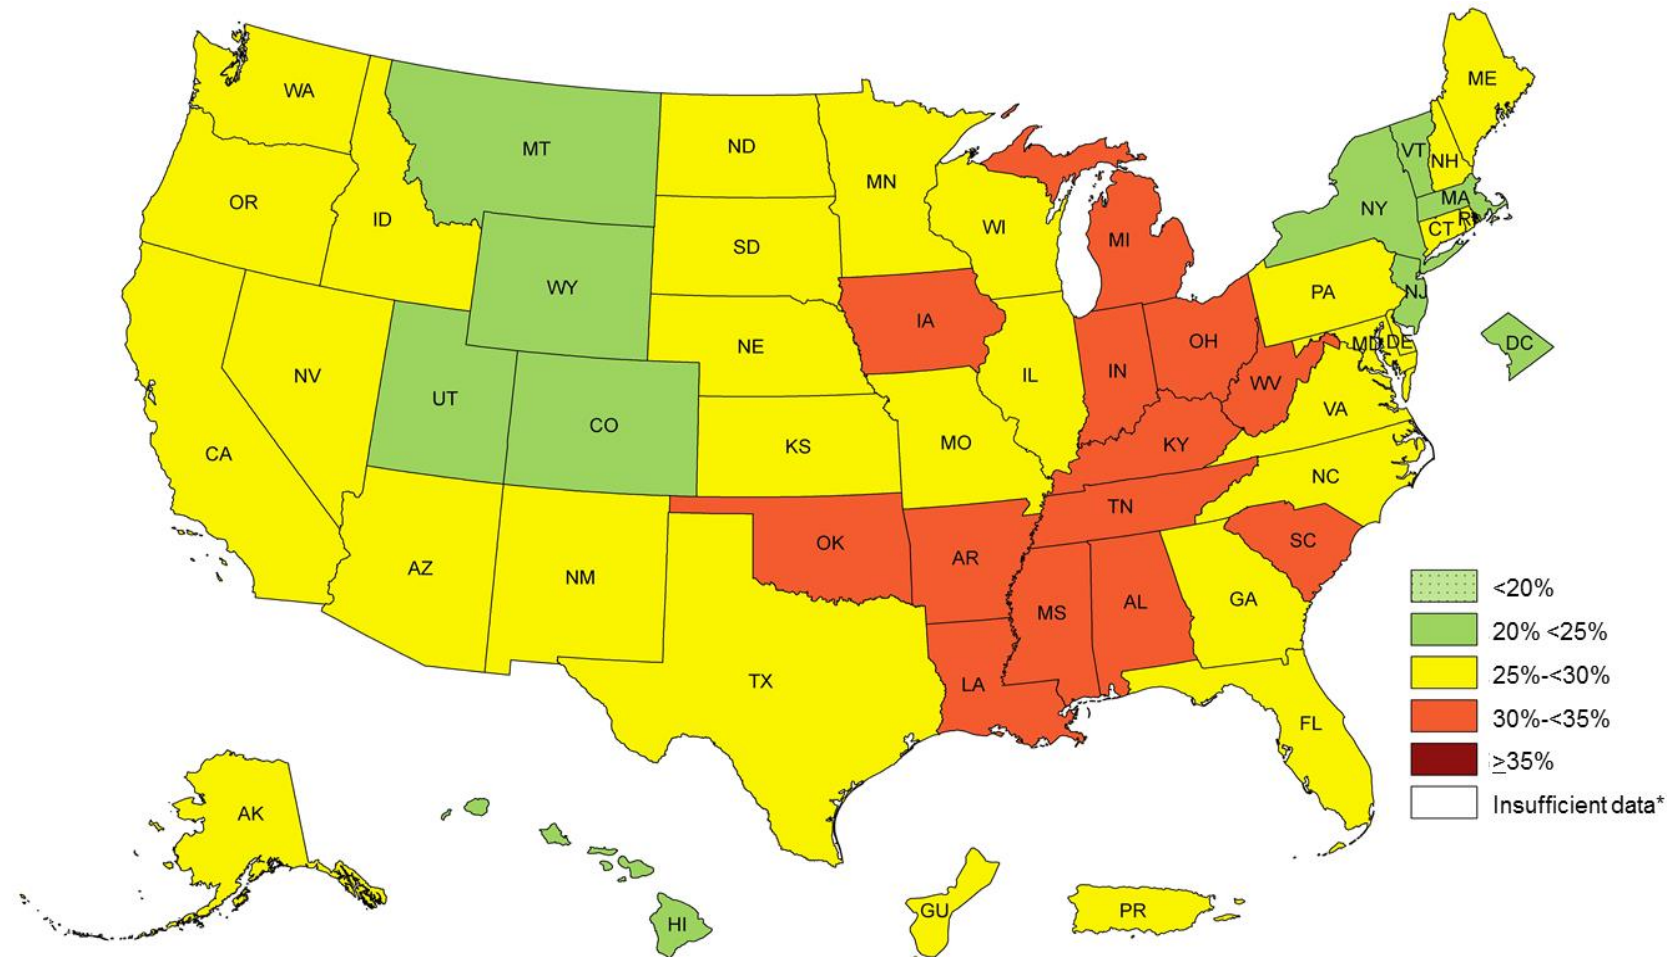 WA
MT
ND
MN
ME
VT
NH
OR
ID
SD
WI
MI
NY
MA
CT
RI
WY
NE
IA
PA
NJ
NV
UT
CO
IL
IN
OH
MD
DE
DC
WV
VA
CA
KS
MO
KY
NC
TN
AZ
NM
OK
AR
SC
MS
AL
GA
TX
LA
FL
AK
HI
GU
PR
<20%
20% <25%
25%-<30%
30%-<35%
≥35%
Insufficient data*